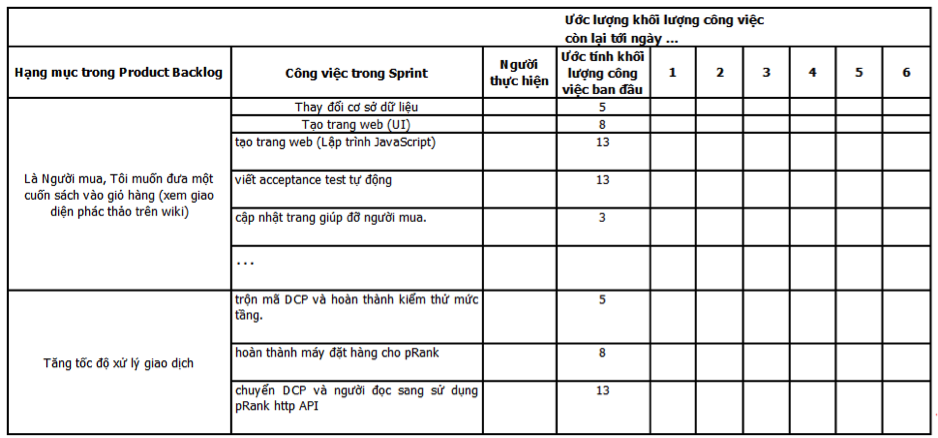 Ước lượng khối lượng công việc
còn lại tới ngày ...
Hạng mục trong Product Backlog
Công việc trong Sprint
Người
thực hiện
Ước tính khối
lượng công
việc ban đầu
1
2
3
4
5
6
Là Người mua, Tôi muốn đưa một
cuốn sách vào giỏ hàng (xem giao
diện phác thảo trên wiki)
Thay đổi cơ sở dữ liệu
5
Tạo trang web (UI)
8
tạo trang web (Lập trình JavaScript)
13
viết acceptance test tự động
13
cập nhật trang giúp đỡ người mua.
3
...
Tăng tốc độ xử lý giao dịch
trộn mã DCP và hoàn thành kiểm thử mức
tầng.
5
hoàn thành máy đặt hàng cho pRank
8
chuyển DCP và người đọc sang sử dụng
pRank http API
13